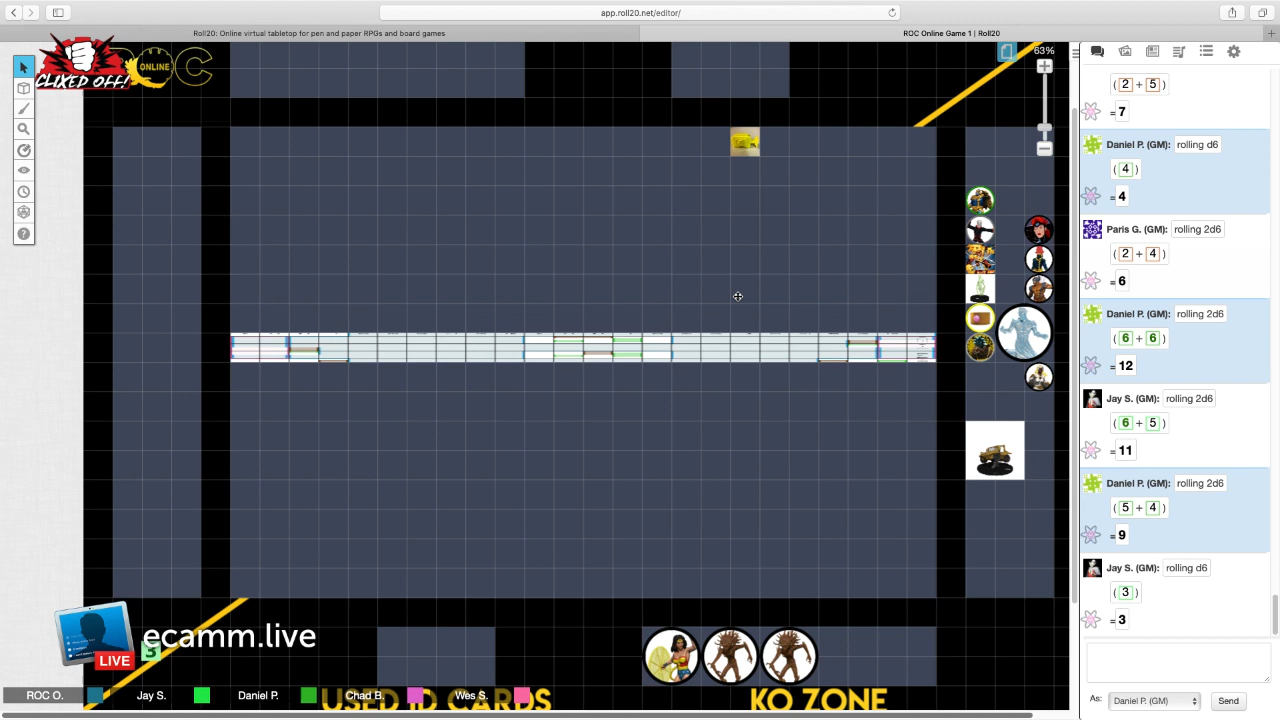 app.roll20.net/editor/
Roll20: Online virtual tabletop for pen and paper RPGs and board games
ROC Online Game 1 | Roll20
CLIXED OFF!
ROC
ONLINE
63%
( 2 + 5 )
= 7
Daniel P. (GM): rolling d6
( 4 )
= 4
Paris G. (GM): rolling 2d6
( 2 + 4 )
= 6
Daniel P. (GM): rolling 2d6
( 6 + 6 )
= 12
Jay S. (GM): rolling 2d6
( 6 + 5 )
= 11
Daniel P. (GM): rolling 2d6
( 5 + 4 )
= 9
Jay S. (GM): rolling d6
( 3 )
= 3
ecamm.live
LIVE
S
ROC O.
Jay S.
Daniel P.
Chad B.
Wes S.
USED ID CARDS
KO ZONE
As: Daniel P. (GM)
Send